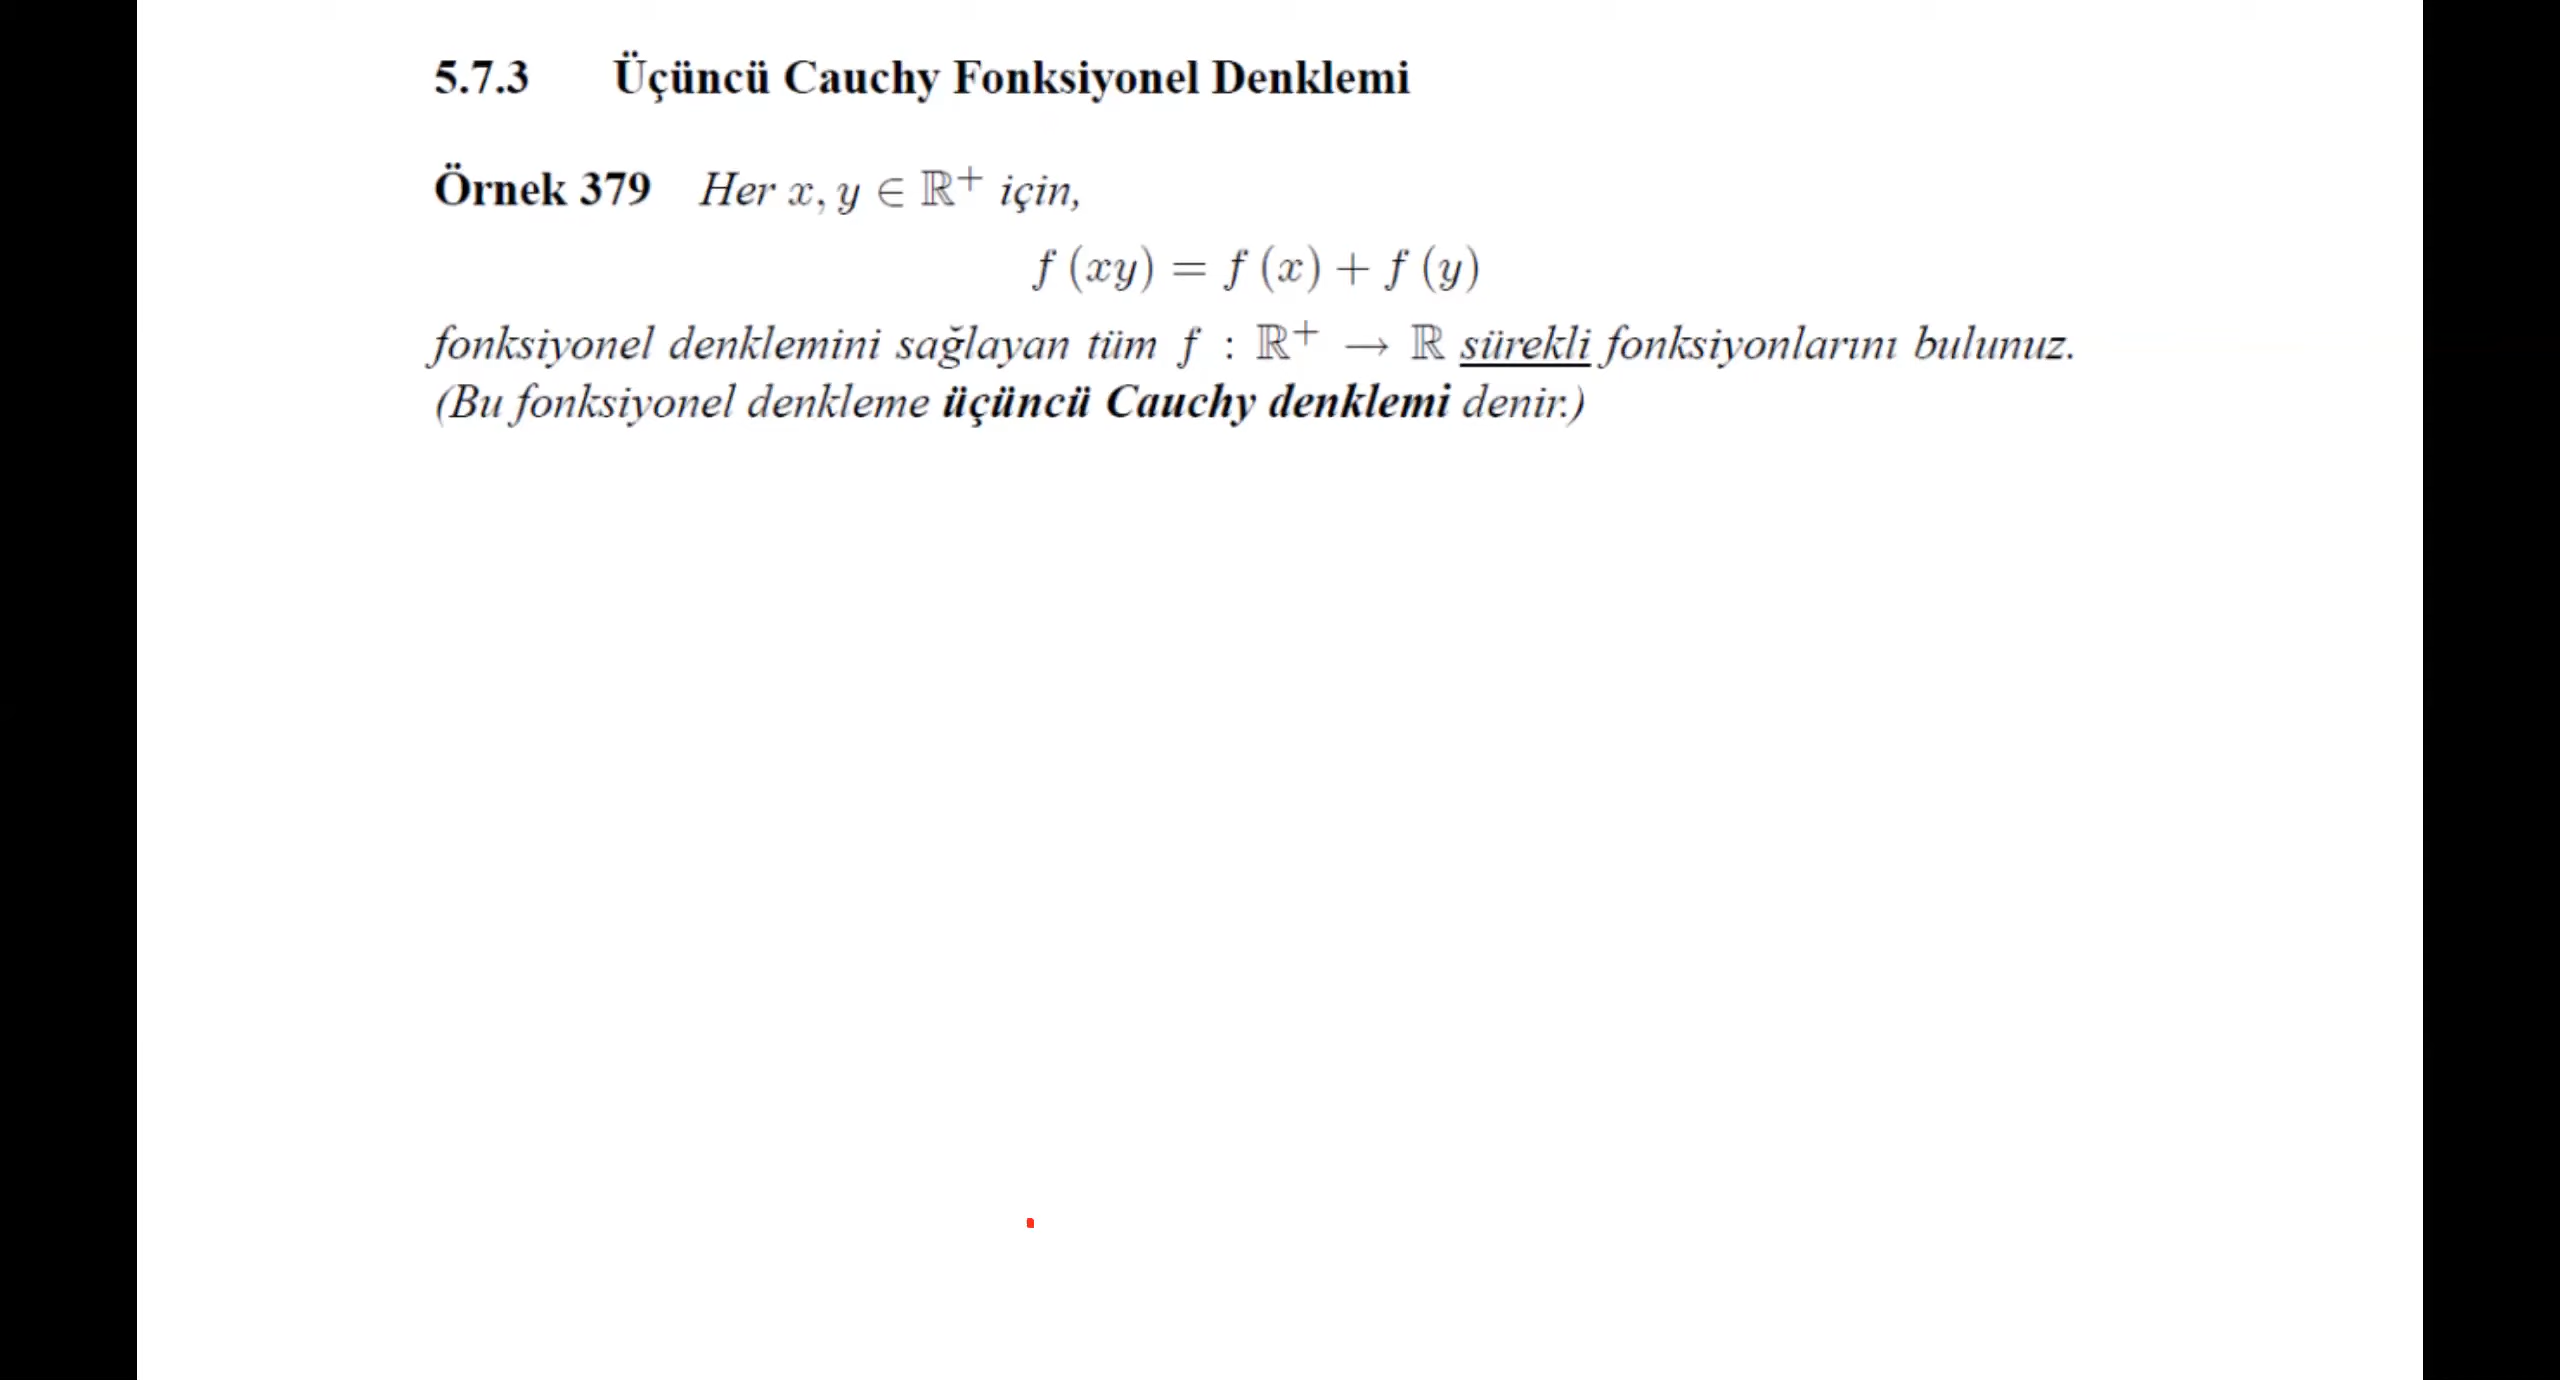 5.7.3 Üçüncü Cauchy Fonksiyonel Denklemi
Örnek 379 Her x, y ∈ ℝ⁺ için,
f (xy) = f (x) + f (y)
fonksiyonel denklemini sağlayan tüm f : ℝ⁺ → ℝ sürekli fonksiyonlarını bulunuz.
(Bu fonksiyonel denkleme üçüncü Cauchy denklemi denir.)